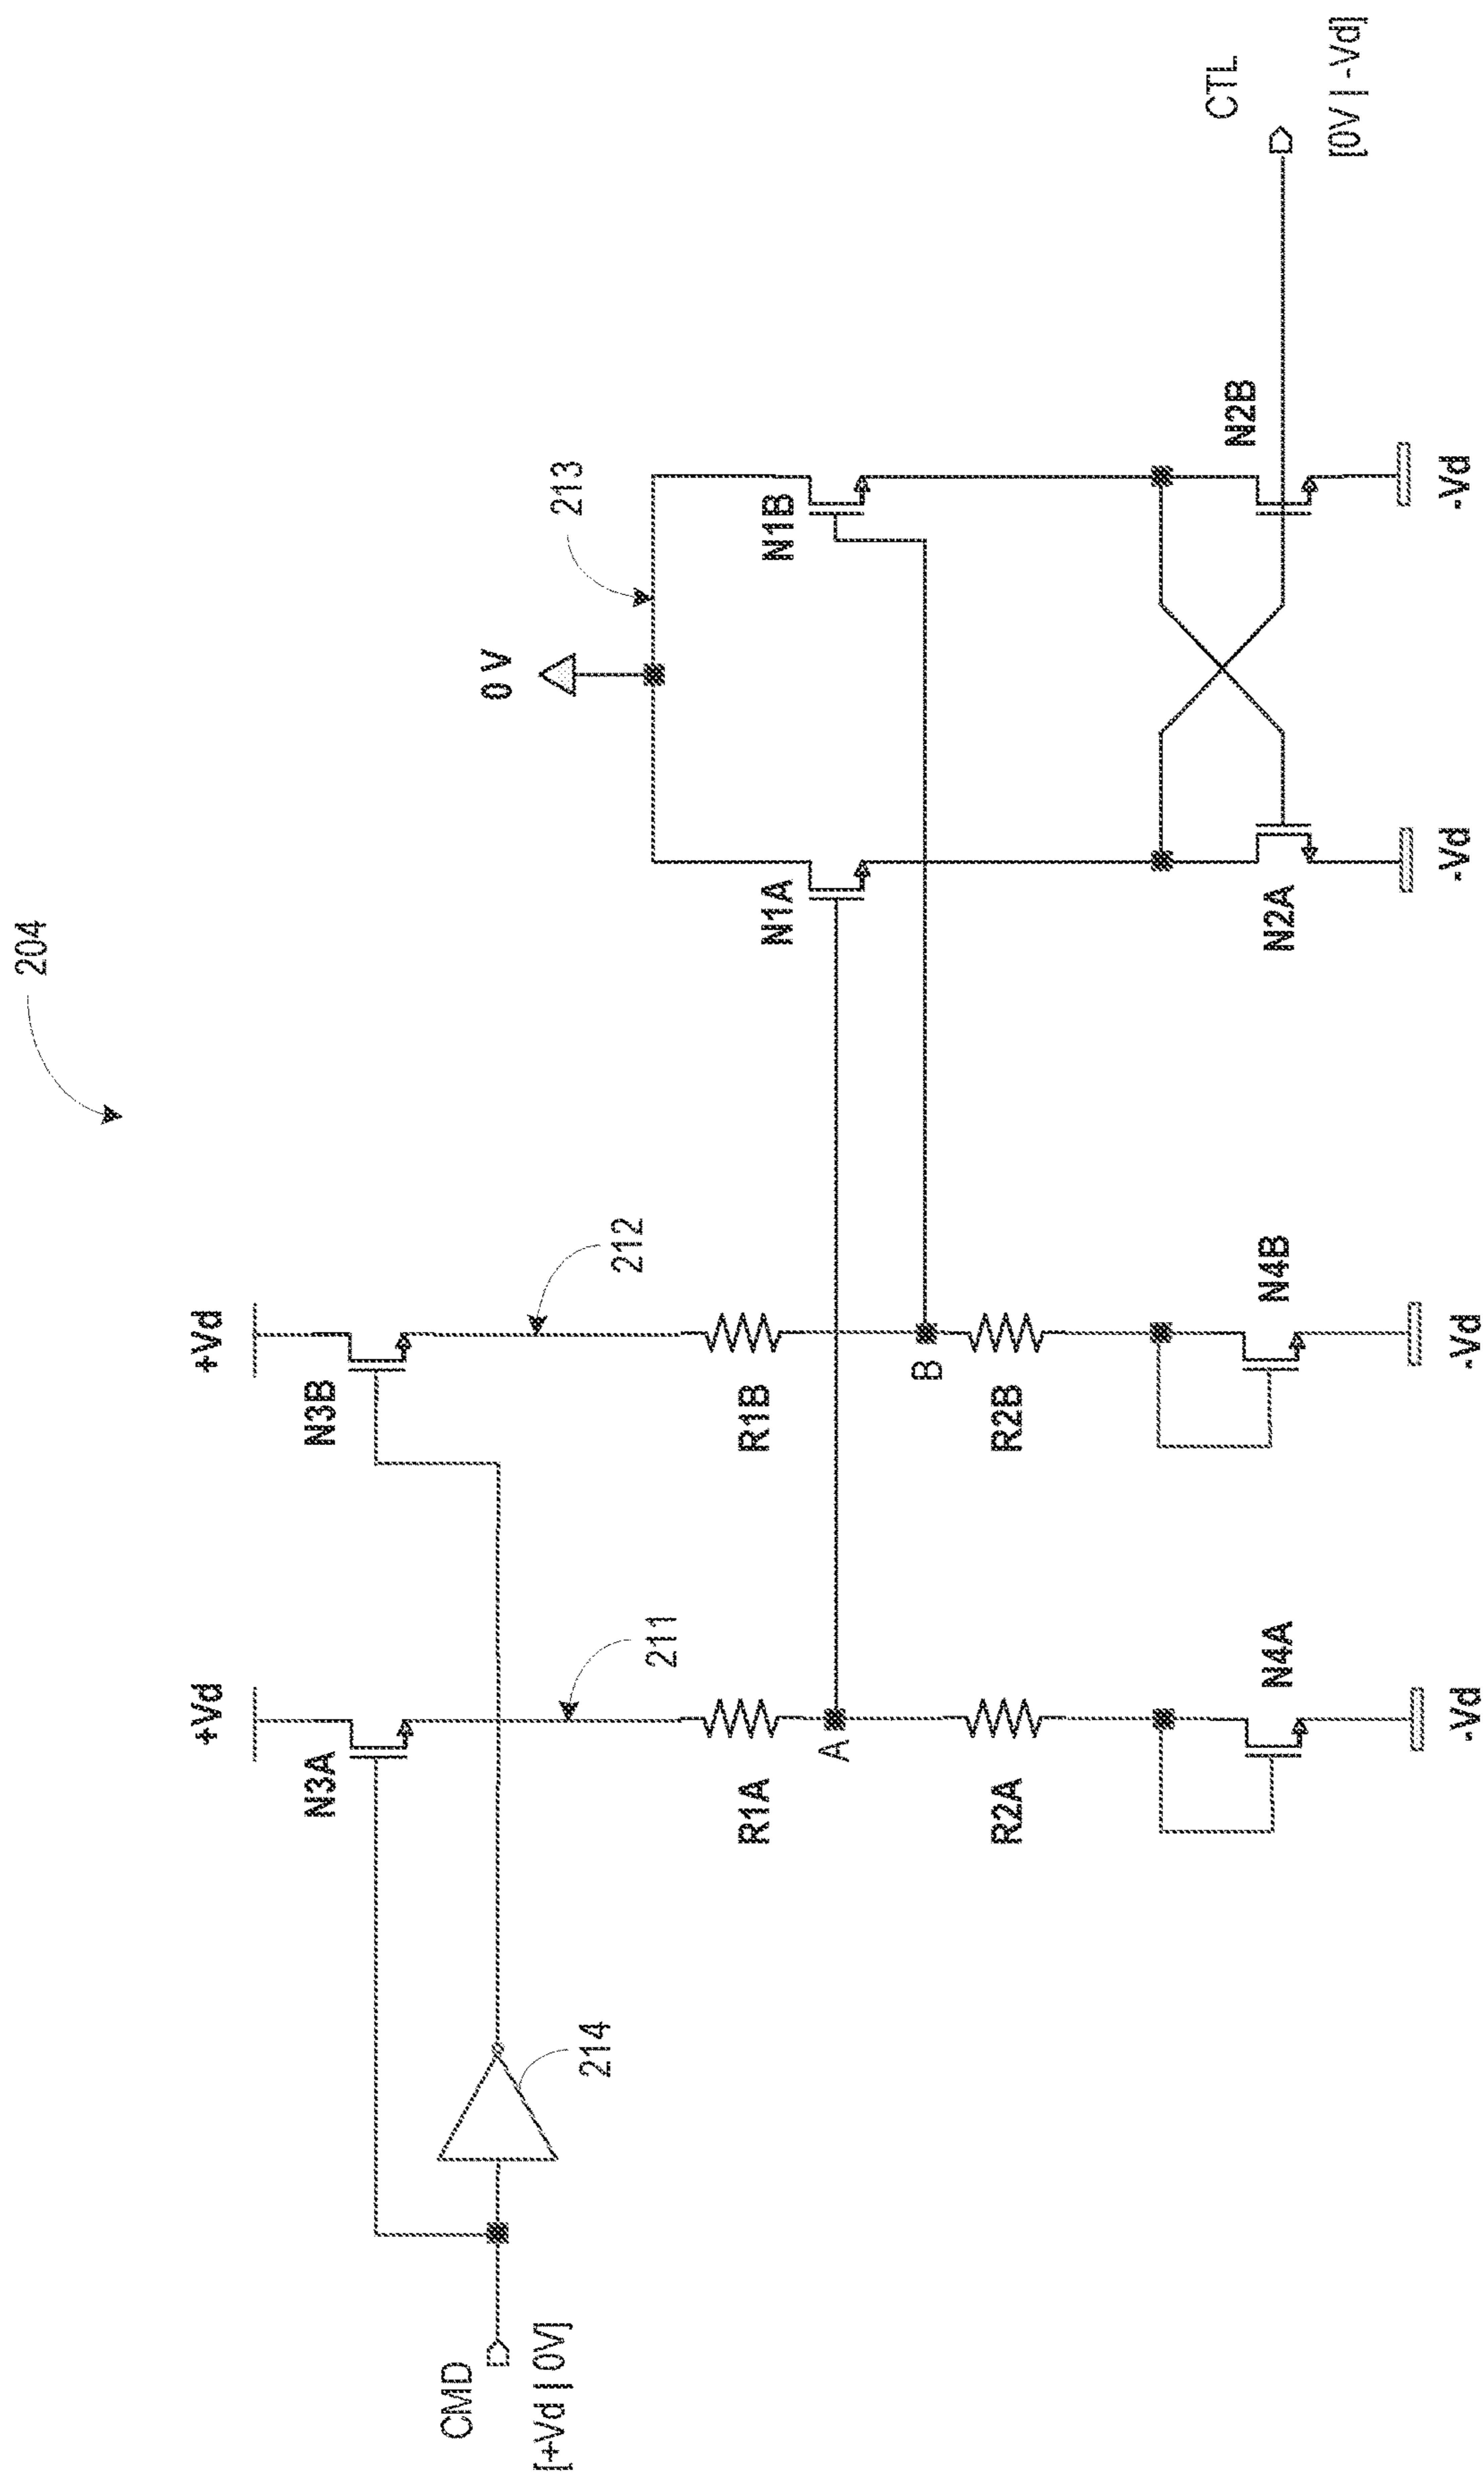 204
+Vd
+Vd
N3A
N3B
0 V
213
CMD
[+Vd | 0V]
214
211
212
R1A
R1B
N1A
N1B
A
B
R2A
R2B
CTL
[0V | -Vd]
N4A
N4B
N2A
N2B
-Vd
-Vd
-Vd
-Vd